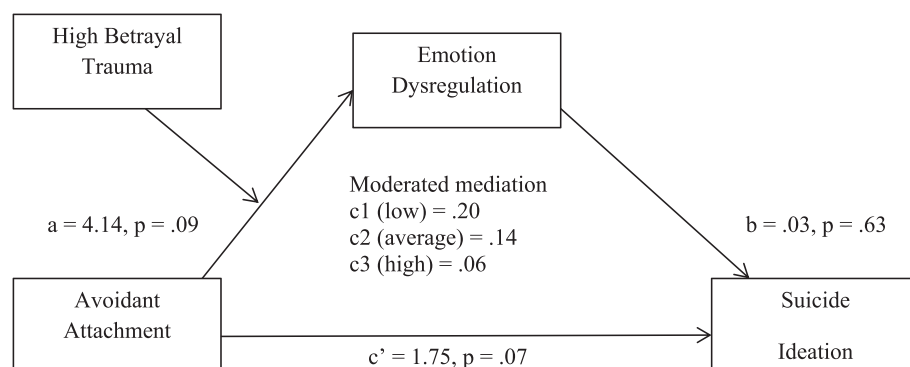 High Betrayal
Trauma
Emotion
Dysregulation
Moderated mediation
c1 (low) = .20
c2 (average) = .14
c3 (high) = .06
a = 4.14, p = .09
b = .03, p = .63
Avoidant
Attachment
Suicide
Ideation
c’ = 1.75, p = .07